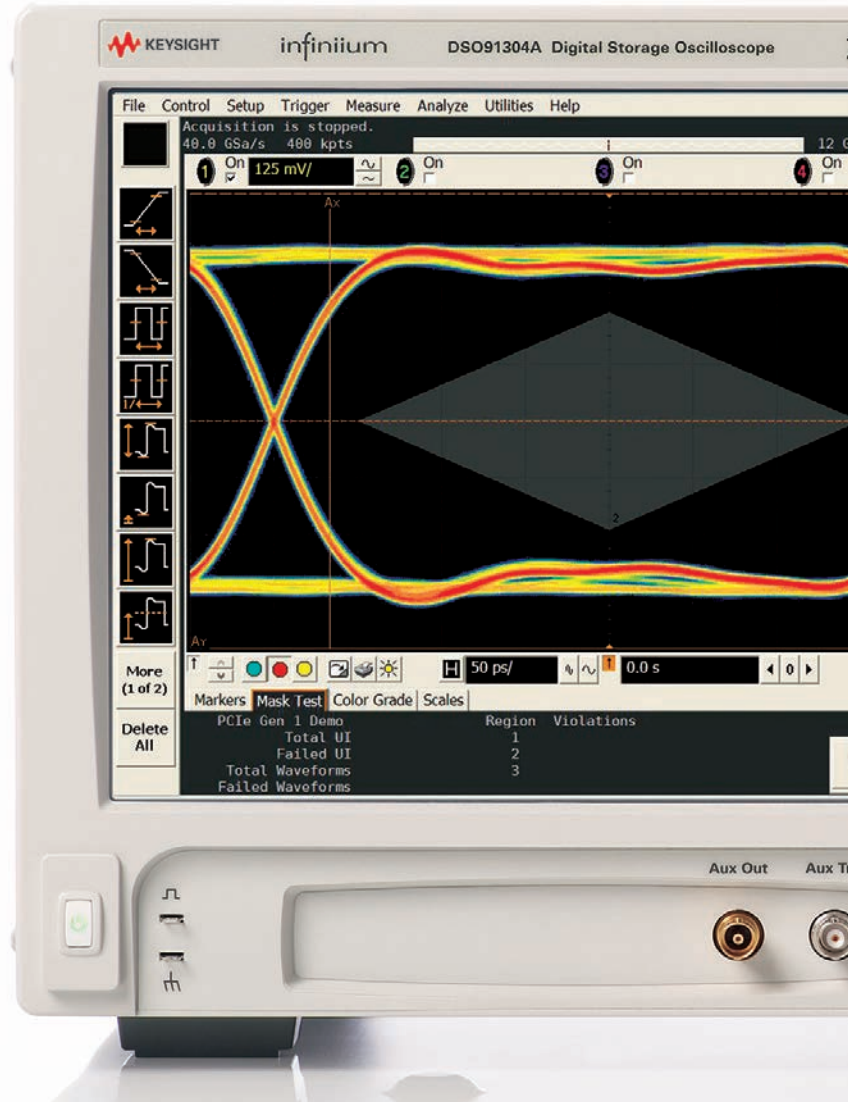 KEYSIGHT infiniium DSO91304A Digital Storage Oscilloscope
File Control Setup Trigger Measure Analyze Utilities Help
Acquisition is stopped.
40.0 GSa/s 400 kpts 12 G
1 On 125 mV/ 2 On 3 On 4 On
Ax
2
Ay
More
(1 of 2)
Delete
All
H 50 ps/ 0.0 s 0
Markers Mask Test Color Grade Scales
PCIe Gen 1 Demo Region Violations
Total UI 1
Failed UI 2
Total Waveforms 3
Failed Waveforms
Aux Out Aux Tr